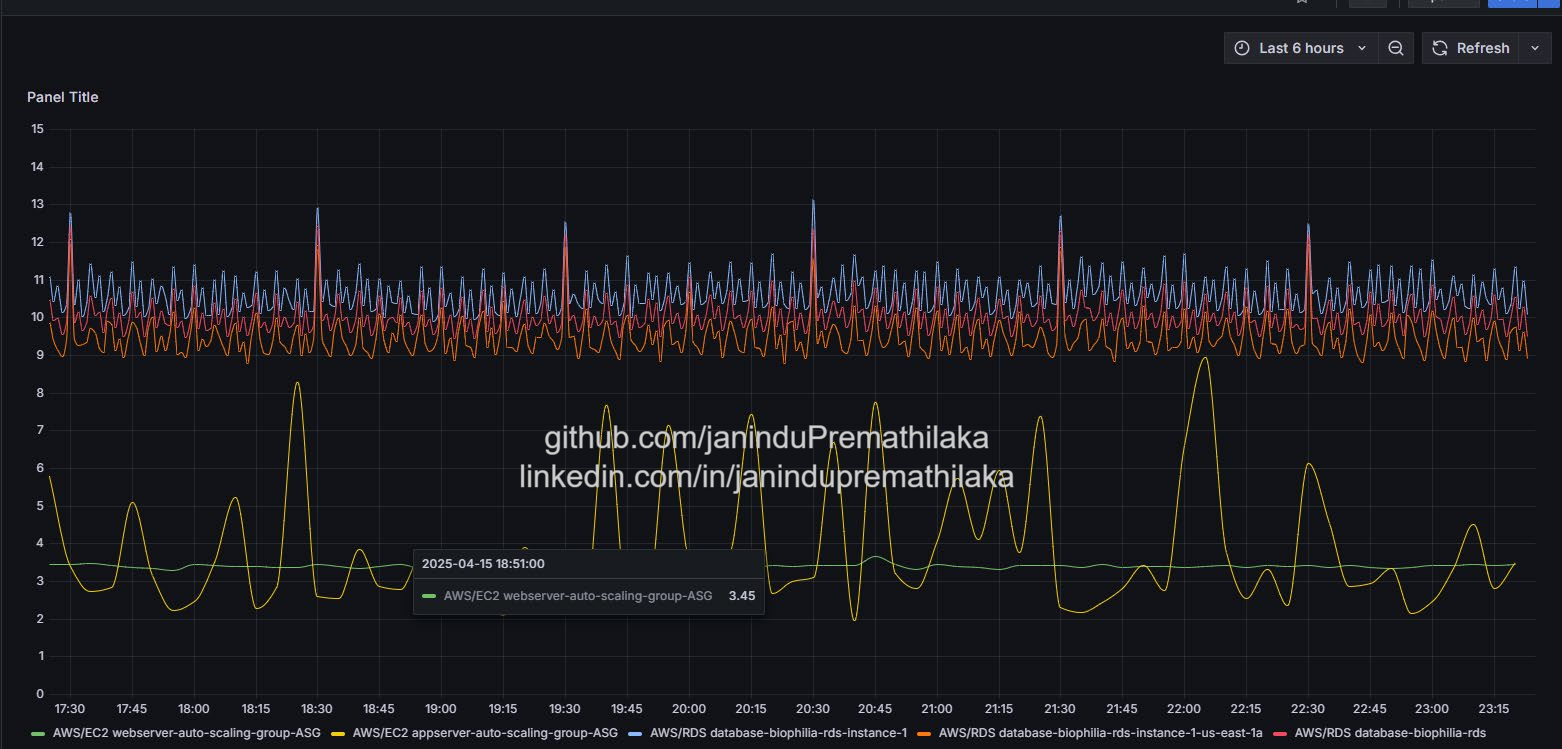 Last 6 hours
Refresh
Panel Title
15
14
13
12
11
10
9
8
7
6
5
4
3
2
1
0
github.com/janinduPremathilaka
linkedin.com/in/janindupremathilaka
2025-04-15 18:51:00
AWS/EC2 webserver-auto-scaling-group-ASG 3.45
17:30 17:45 18:00 18:15 18:30 18:45 19:00 19:15 19:30 19:45 20:00 20:15 20:30 20:45 21:00 21:15 21:30 21:45 22:00 22:15 22:30 22:45 23:00 23:15
AWS/EC2 webserver-auto-scaling-group-ASG AWS/EC2 appserver-auto-scaling-group-ASG AWS/RDS database-biophilia-rds-instance-1 AWS/RDS database-biophilia-rds-instance-1-us-east-1a AWS/RDS database-biophilia-rds